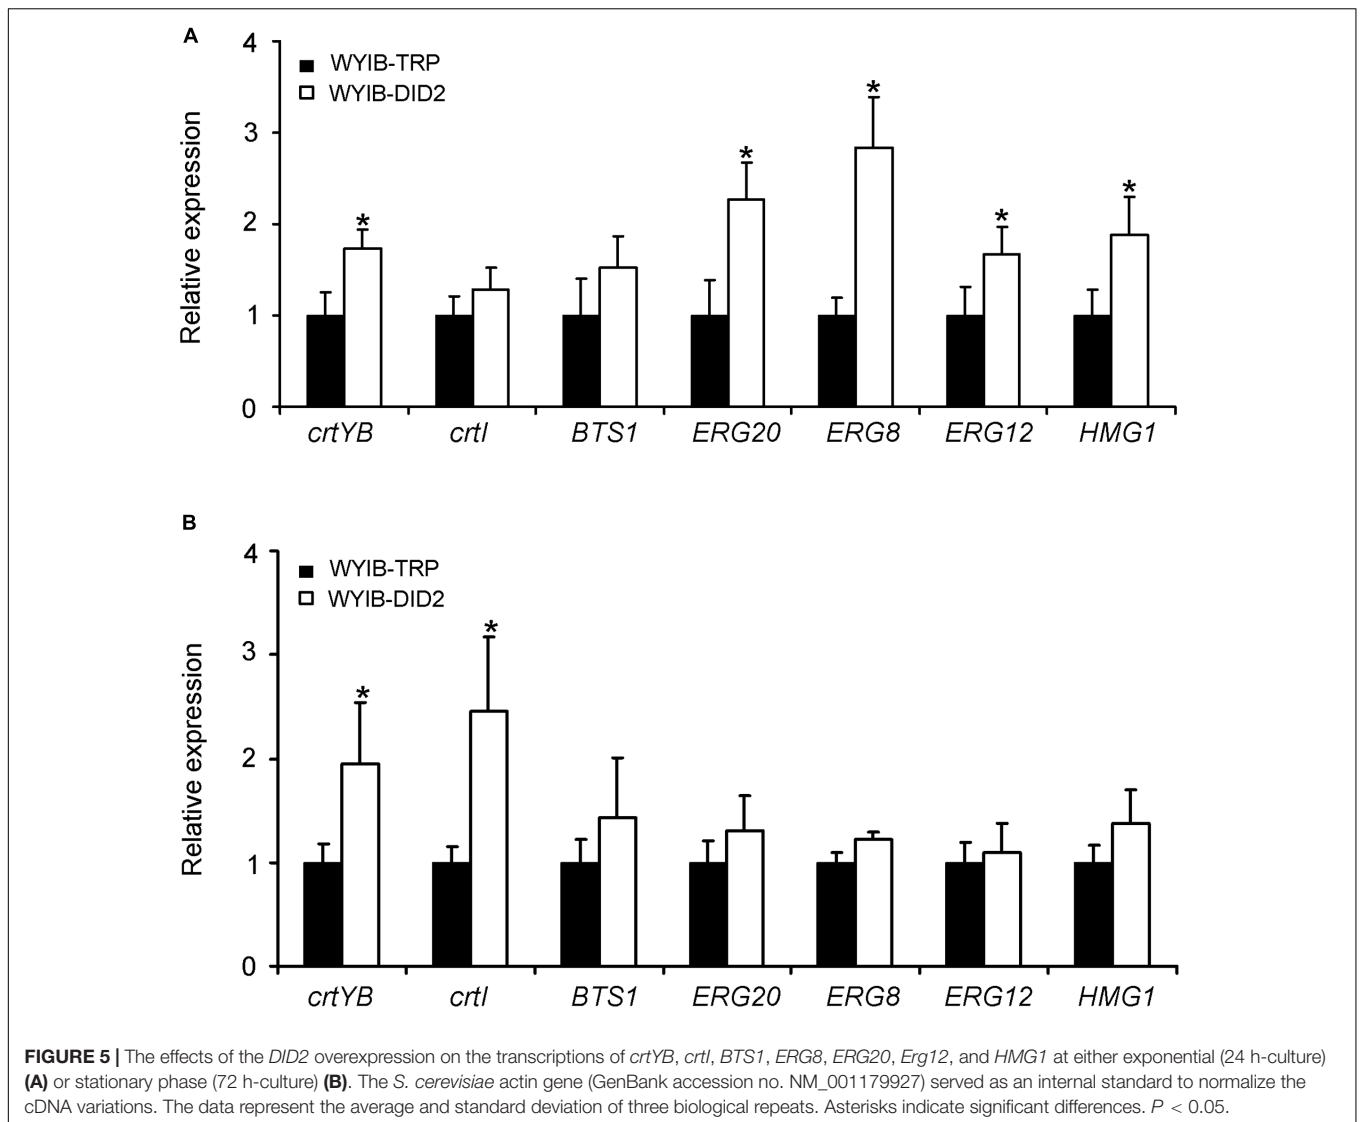 A
4
3
2
1
0
Relative expression
WYIB-TRP
WYIB-DID2
*
*
*
*
*
crtYB crtI BTS1 ERG20 ERG8 ERG12 HMG1
B
4
3
2
1
0
Relative expression
WYIB-TRP
WYIB-DID2
*
*
crtYB crtI BTS1 ERG20 ERG8 ERG12 HMG1
FIGURE 5 | The effects of the DID2 overexpression on the transcriptions of crtYB, crtI, BTS1, ERG8, ERG20, Erg12, and HMG1 at either exponential (24 h-culture)
(A) or stationary phase (72 h-culture) (B). The S. cerevisiae actin gene (GenBank accession no. NM_001179927) served as an internal standard to normalize the
cDNA variations. The data represent the average and standard deviation of three biological repeats. Asterisks indicate significant differences. P < 0.05.